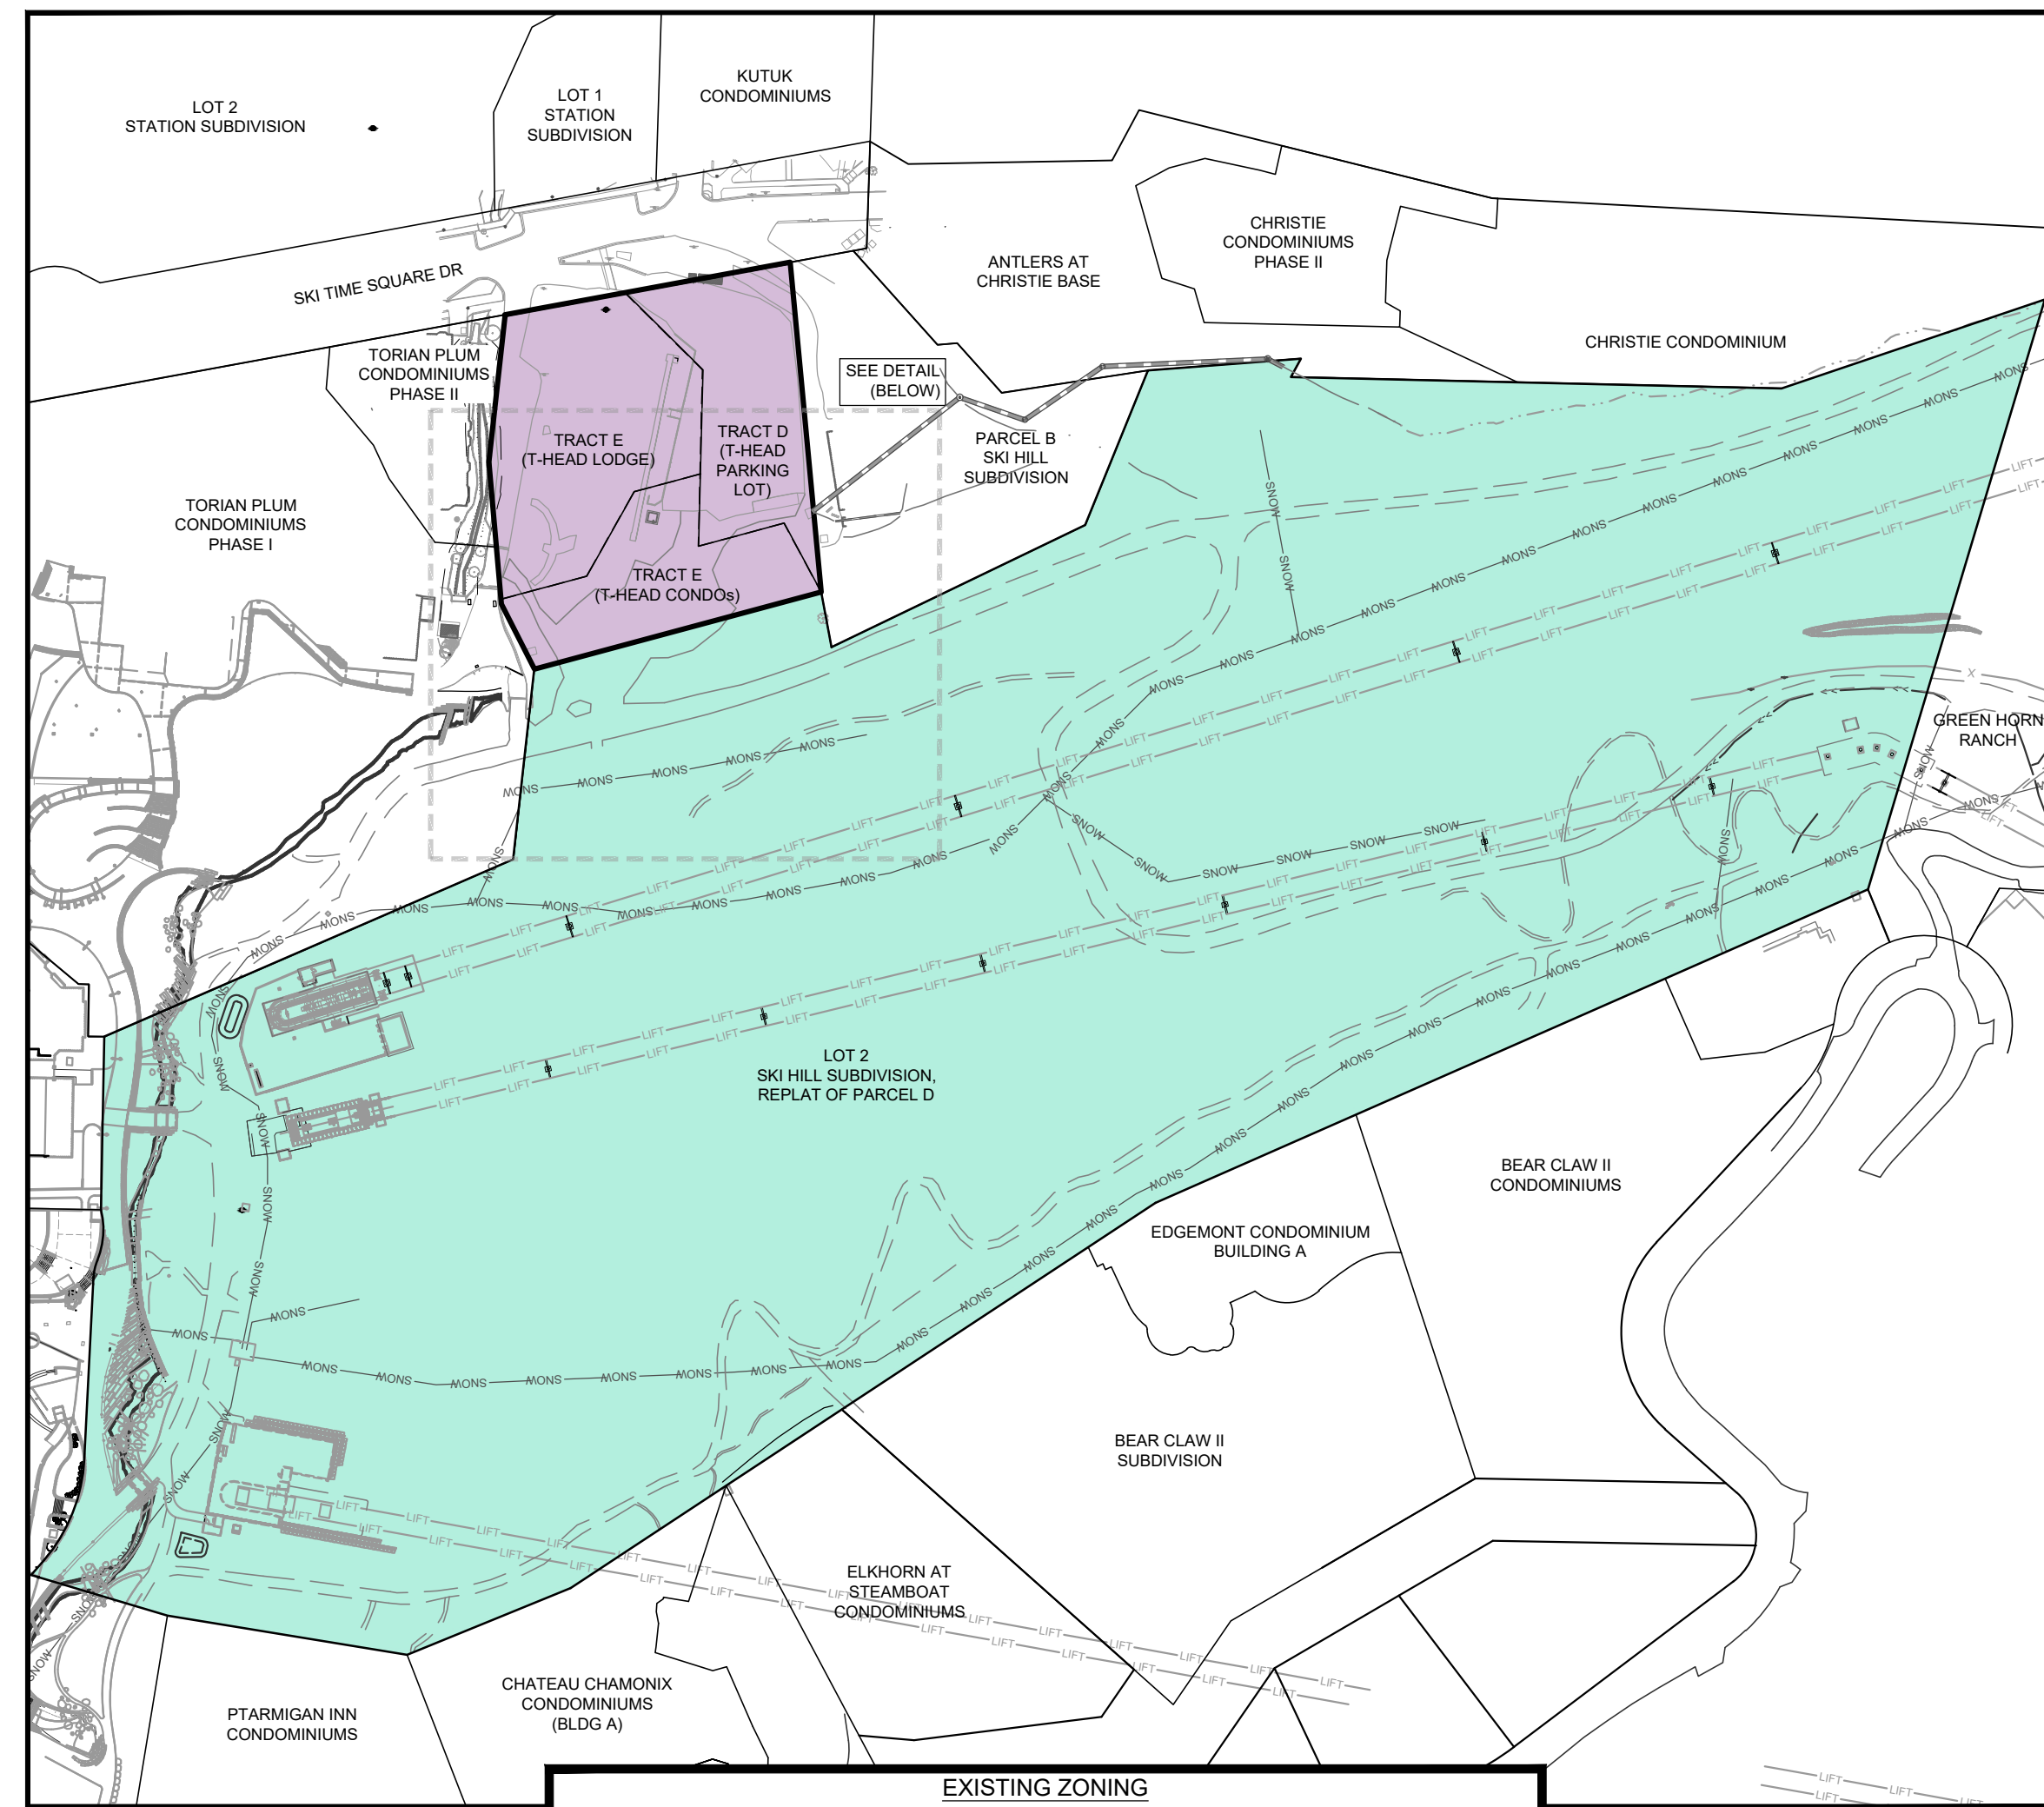 KUTUK
CONDOMINIUMS
LOT 1
STATION
SUBDIVISION
LOT 2
STATION SUBDIVISION
CHRISTIE
CONDOMINIUMS
PHASE II
ANTLERS AT
CHRISTIE BASE
SKI TIME SQUARE DR
CHRISTIE CONDOMINIUM
TORIAN PLUM
CONDOMINIUMS
PHASE II
SEE DETAIL
(BELOW)
TRACT E
(T-HEAD LODGE)
TRACT D
(T-HEAD
PARKING
LOT)
PARCEL B
SKI HILL
SUBDIVISION
TORIAN PLUM
CONDOMINIUMS
PHASE I
TRACT E
(T-HEAD CONDOs)
GREEN HORN
RANCH
SNOW
LIFT
X
LOT 2
SKI HILL SUBDIVISION,
REPLAT OF PARCEL D
BEAR CLAW II
CONDOMINIUMS
EDGEMONT CONDOMINIUM
BUILDING A
BEAR CLAW II
SUBDIVISION
ELKHORN AT
STEAMBOAT
CONDOMINIUMS
CHATEAU CHAMONIX
CONDOMINIUMS
(BLDG A)
PTARMIGAN INN
CONDOMINIUMS
EXISTING ZONING